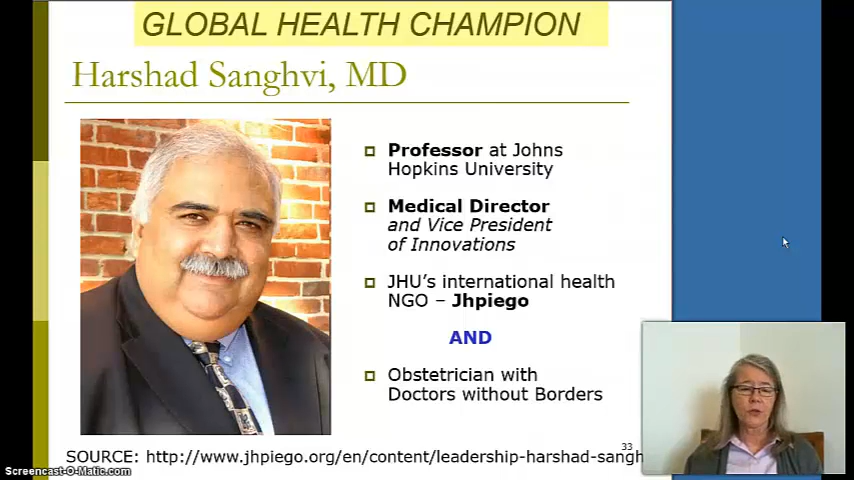 GLOBAL HEALTH CHAMPION
Harshad Sanghvi, MD
Professor at Johns
Hopkins University
Medical Director
and Vice President
of Innovations
JHU's international health
NGO – Jhpiego
AND
Obstetrician with
Doctors without Borders
33
SOURCE: http://www.jhpiego.org/en/content/leadership-harshad-sangh
Screencast-O-Matic.com